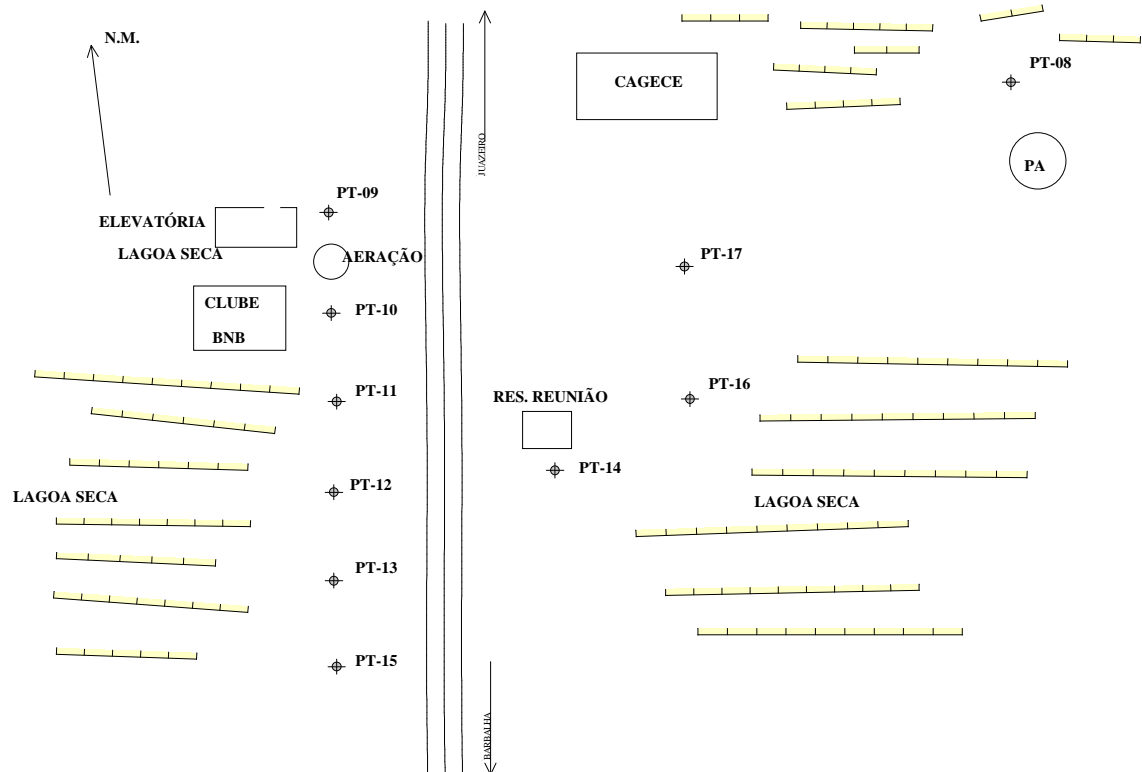 N.M.
JUAZEIRO
CAGECE
PT-08
PA
PT-09
ELEVATÓRIA
LAGOA SECA
AERAÇÃO
PT-17
CLUBE
BNB
PT-10
PT-11
PT-16
RES. REUNIÃO
PT-14
PT-12
LAGOA SECA
LAGOA SECA
PT-13
PT-15
BARBALHA